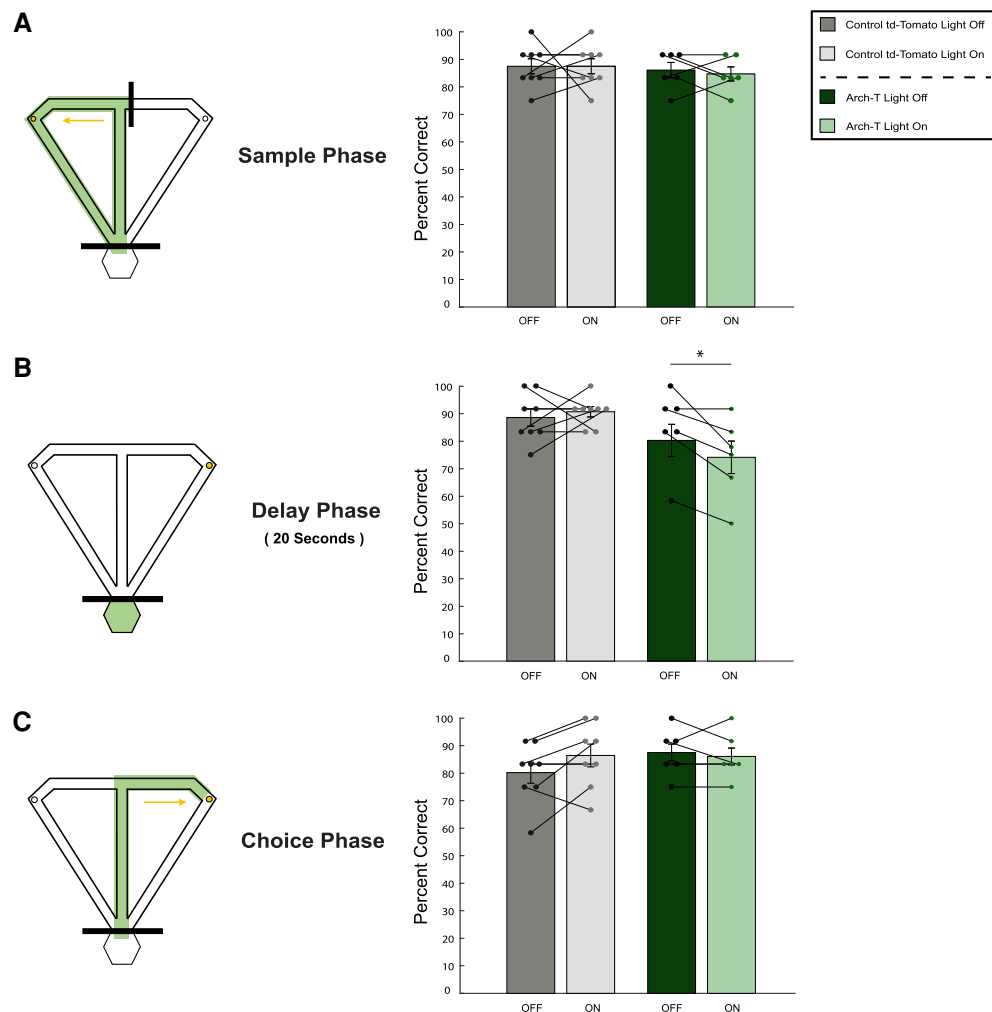 A
Sample Phase
Percent Correct
100
90
80
70
60
50
40
30
20
10
0
OFF ON OFF ON
Control td-Tomato Light Off
Control td-Tomato Light On
Arch-T Light Off
Arch-T Light On
B
Delay Phase
( 20 Seconds )
Percent Correct
*
100
90
80
70
60
50
40
30
20
10
0
OFF ON OFF ON
C
Choice Phase
Percent Correct
100
90
80
70
60
50
40
30
20
10
0
OFF ON OFF ON